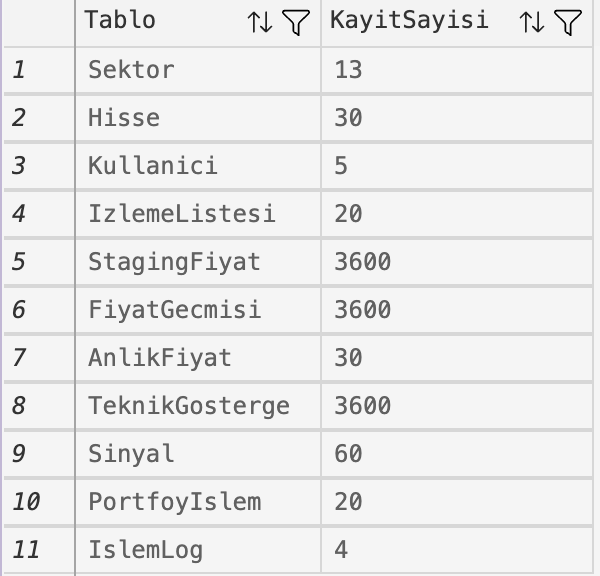 Tablo KayitSayisi
1 Sektor 13
2 Hisse 30
3 Kullanici 5
4 IzlemeListesi 20
5 StagingFiyat 3600
6 FiyatGecmisi 3600
7 AnlikFiyat 30
8 TeknikGosterge 3600
9 Sinyal 60
10 PortfoyIslem 20
11 IslemLog 4